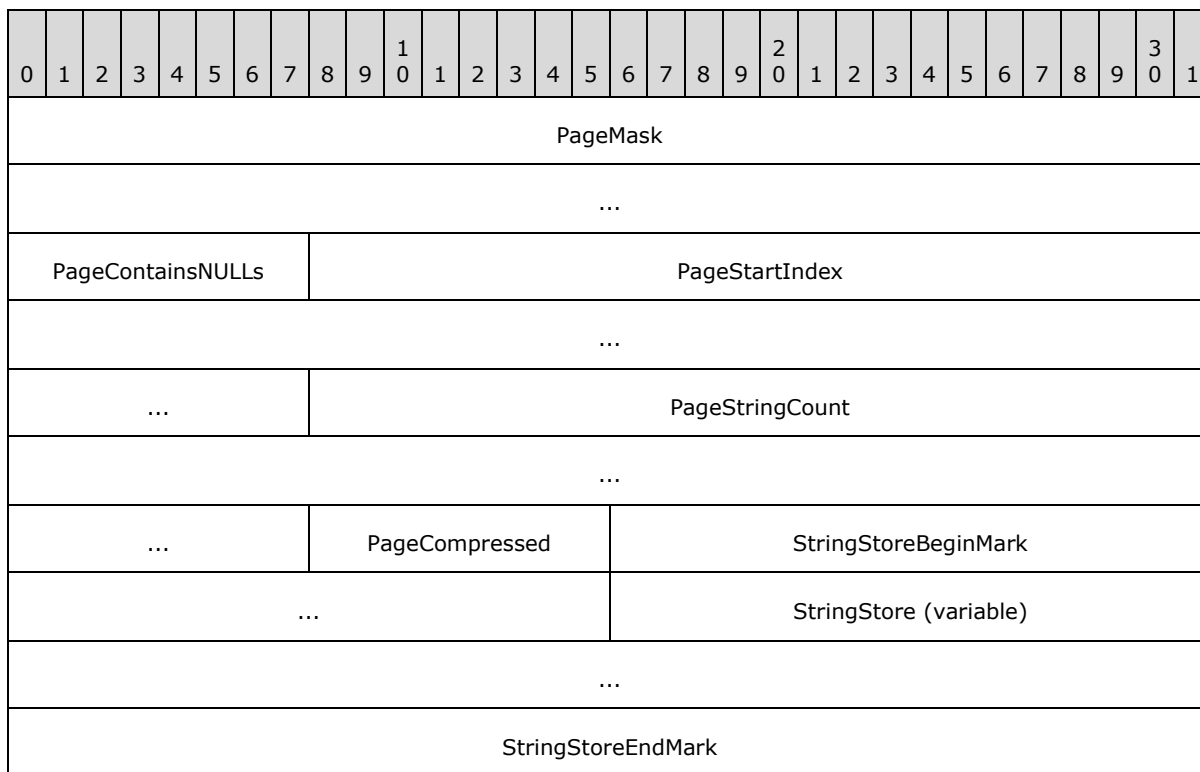 1 2 3
0 1 2 3 4 5 6 7 8 9 0 1 2 3 4 5 6 7 8 9 0 1 2 3 4 5 6 7 8 9 0 1
PageMask
...
PageContainsNULLs PageStartIndex
...
... PageStringCount
...
... PageCompressed StringStoreBeginMark
... StringStore (variable)
...
StringStoreEndMark